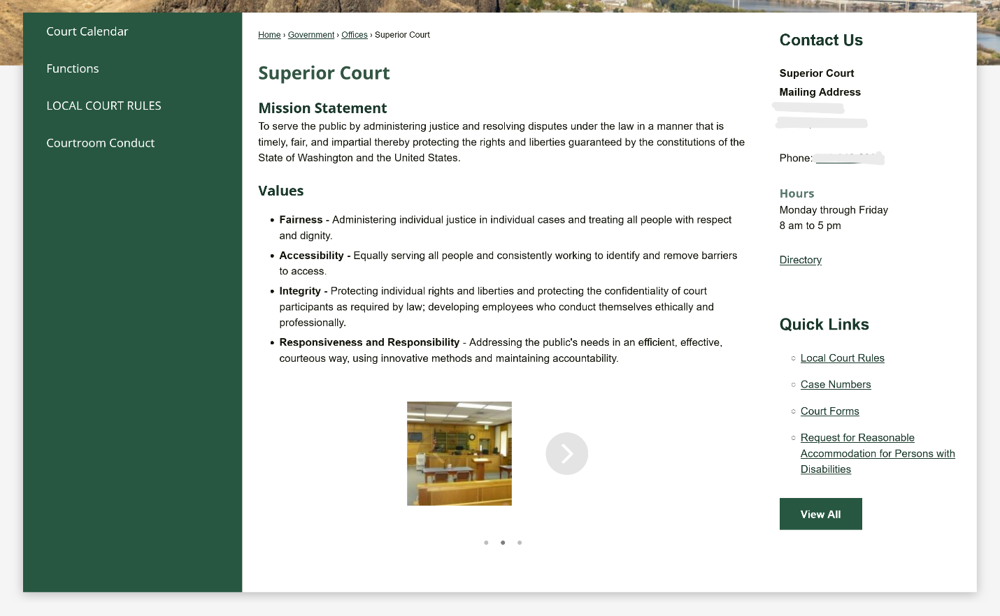 Court Calendar
Functions
LOCAL COURT RULES
Courtroom Conduct
Home › Government › Offices › Superior Court
Superior Court
Mission Statement
To serve the public by administering justice and resolving disputes under the law in a manner that is
timely, fair, and impartial thereby protecting the rights and liberties guaranteed by the constitutions of the
State of Washington and the United States.
Values
• Fairness - Administering individual justice in individual cases and treating all people with respect
and dignity.
• Accessibility - Equally serving all people and consistently working to identify and remove barriers
to access.
• Integrity - Protecting individual rights and liberties and protecting the confidentiality of court
participants as required by law; developing employees who conduct themselves ethically and
professionally.
• Responsiveness and Responsibility - Addressing the public's needs in an efficient, effective,
courteous way, using innovative methods and maintaining accountability.
Contact Us
Superior Court
Mailing Address
Phone:
Hours
Monday through Friday
8 am to 5 pm
Directory
Quick Links
Local Court Rules
Case Numbers
Court Forms
Request for Reasonable
Accommodation for Persons with
Disabilities
View All